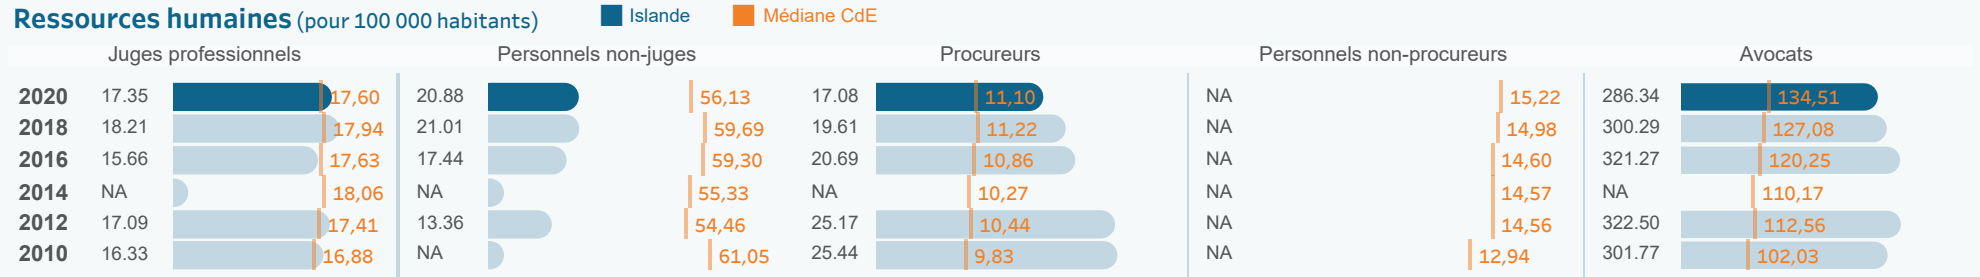 Ressources humaines (pour 100 000 habitants) Islande Médiane CdE
Juges professionnels Personnels non-juges Procureurs Personnels non-procureurs Avocats
2020 17.35 17,60 20.88 56,13 17.08 11,10 NA 15,22 286.34 134,51
2018 18.21 17,94 21.01 59,69 19.61 11,22 NA 14,98 300.29 127,08
2016 15.66 17,63 17.44 59,30 20.69 10,86 NA 14,60 321.27 120,25
2014 NA 18,06 NA 55,33 NA 10,27 NA 14,57 NA 110,17
2012 17.09 17,41 13.36 54,46 25.17 10,44 NA 14,56 322.50 112,56
2010 16.33 16,88 NA 61,05 25.44 9,83 NA 12,94 301.77 102,03